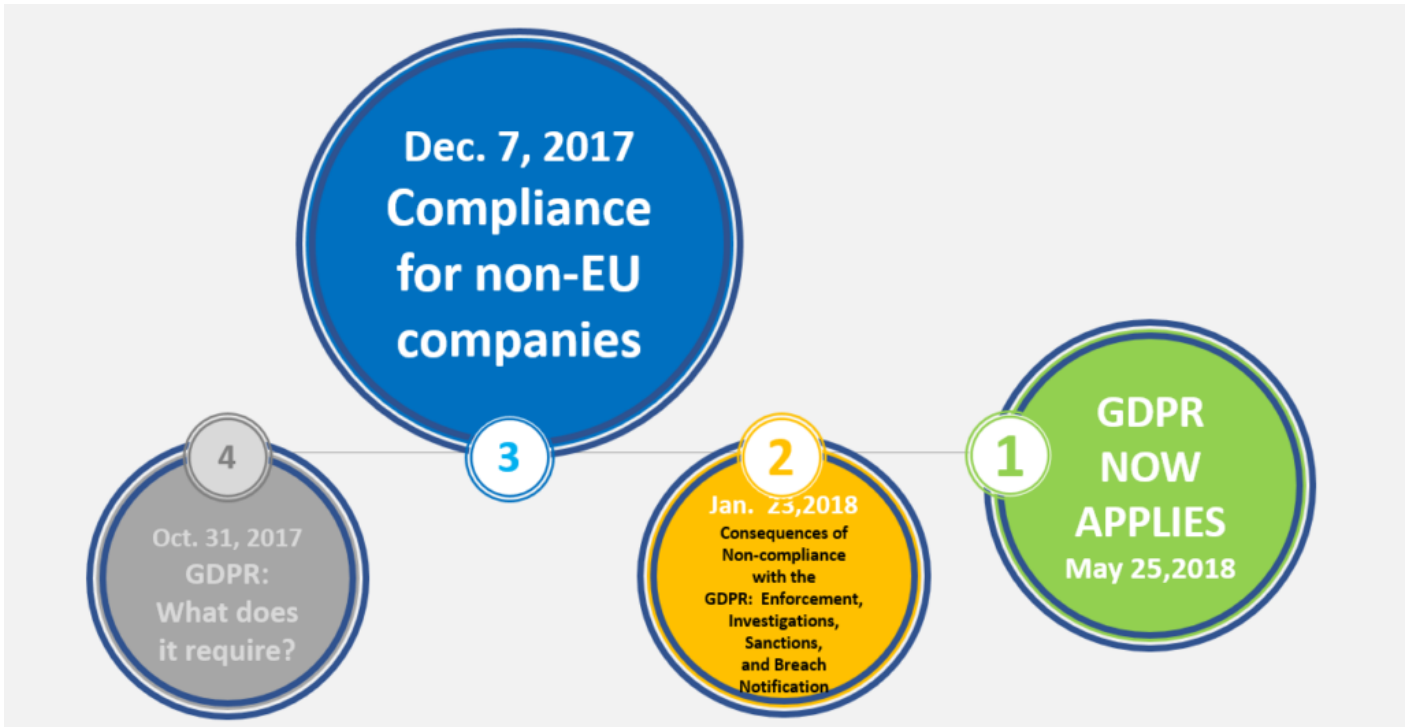 Dec. 7, 2017
Compliance
for non-EU
companies
4
Oct. 31, 2017
GDPR:
What does
it require?
3
2
Jan. 23,2018
Consequences of
Non-compliance
with the
GDPR: Enforcement,
Investigations,
Sanctions,
and Breach
Notification
1
GDPR
NOW
APPLIES
May 25,2018